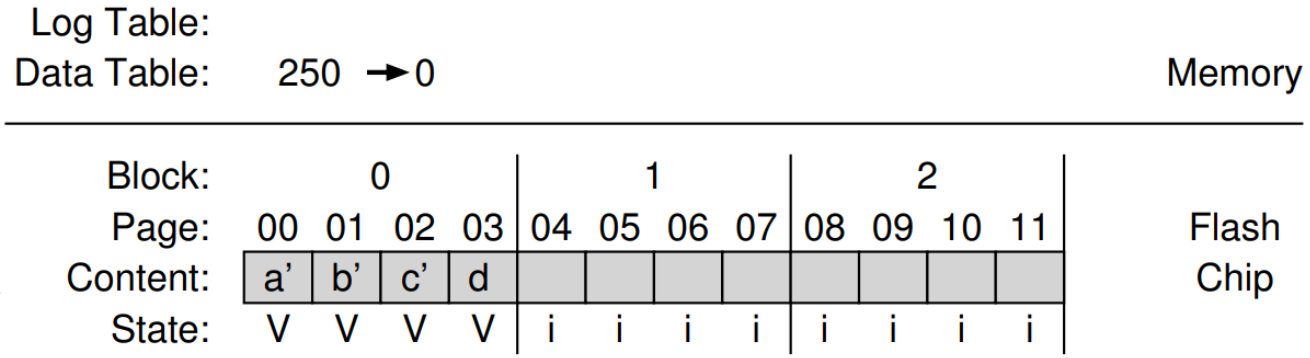 Log Table:
Data Table: 250 → 0 Memory
Block: 0 1 2
Page: 00 01 02 03 04 05 06 07 08 09 10 11 Flash
Content: a’ b’ c’ d Chip
State: V V V V i i i i i i i i